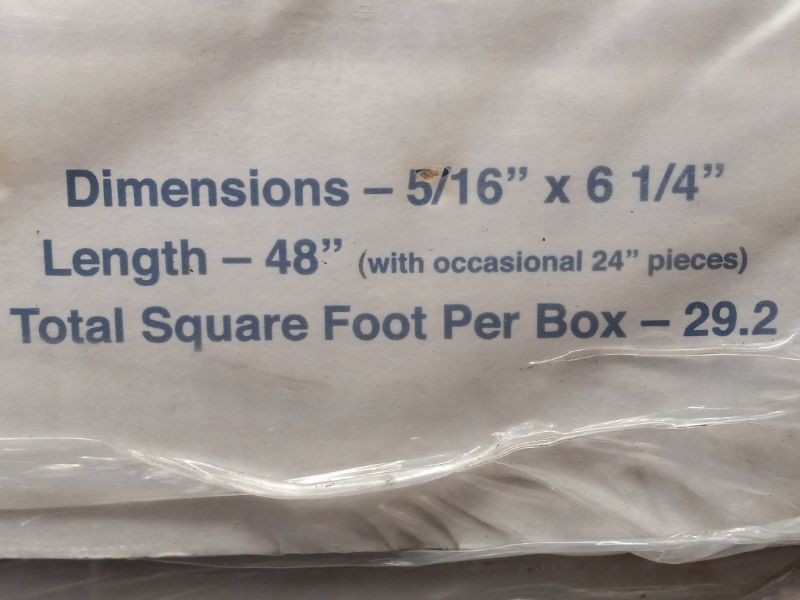 Dimensions – 5/16” x 6 1/4”
Length – 48” (with occasional 24” pieces)
Total Square Foot Per Box – 29.2